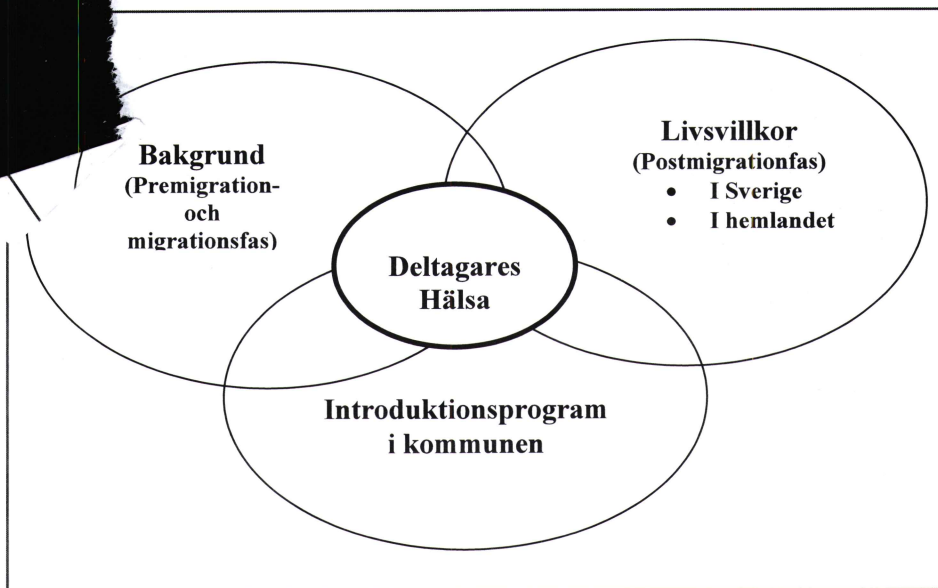 Bakgrund
(Premigration-
och
migrationsfas)
Livsvillkor
(Postmigrationfas)
• I Sverige
• I hemlandet
Deltagares
Hälsa
Introduktionsprogram
i kommunen